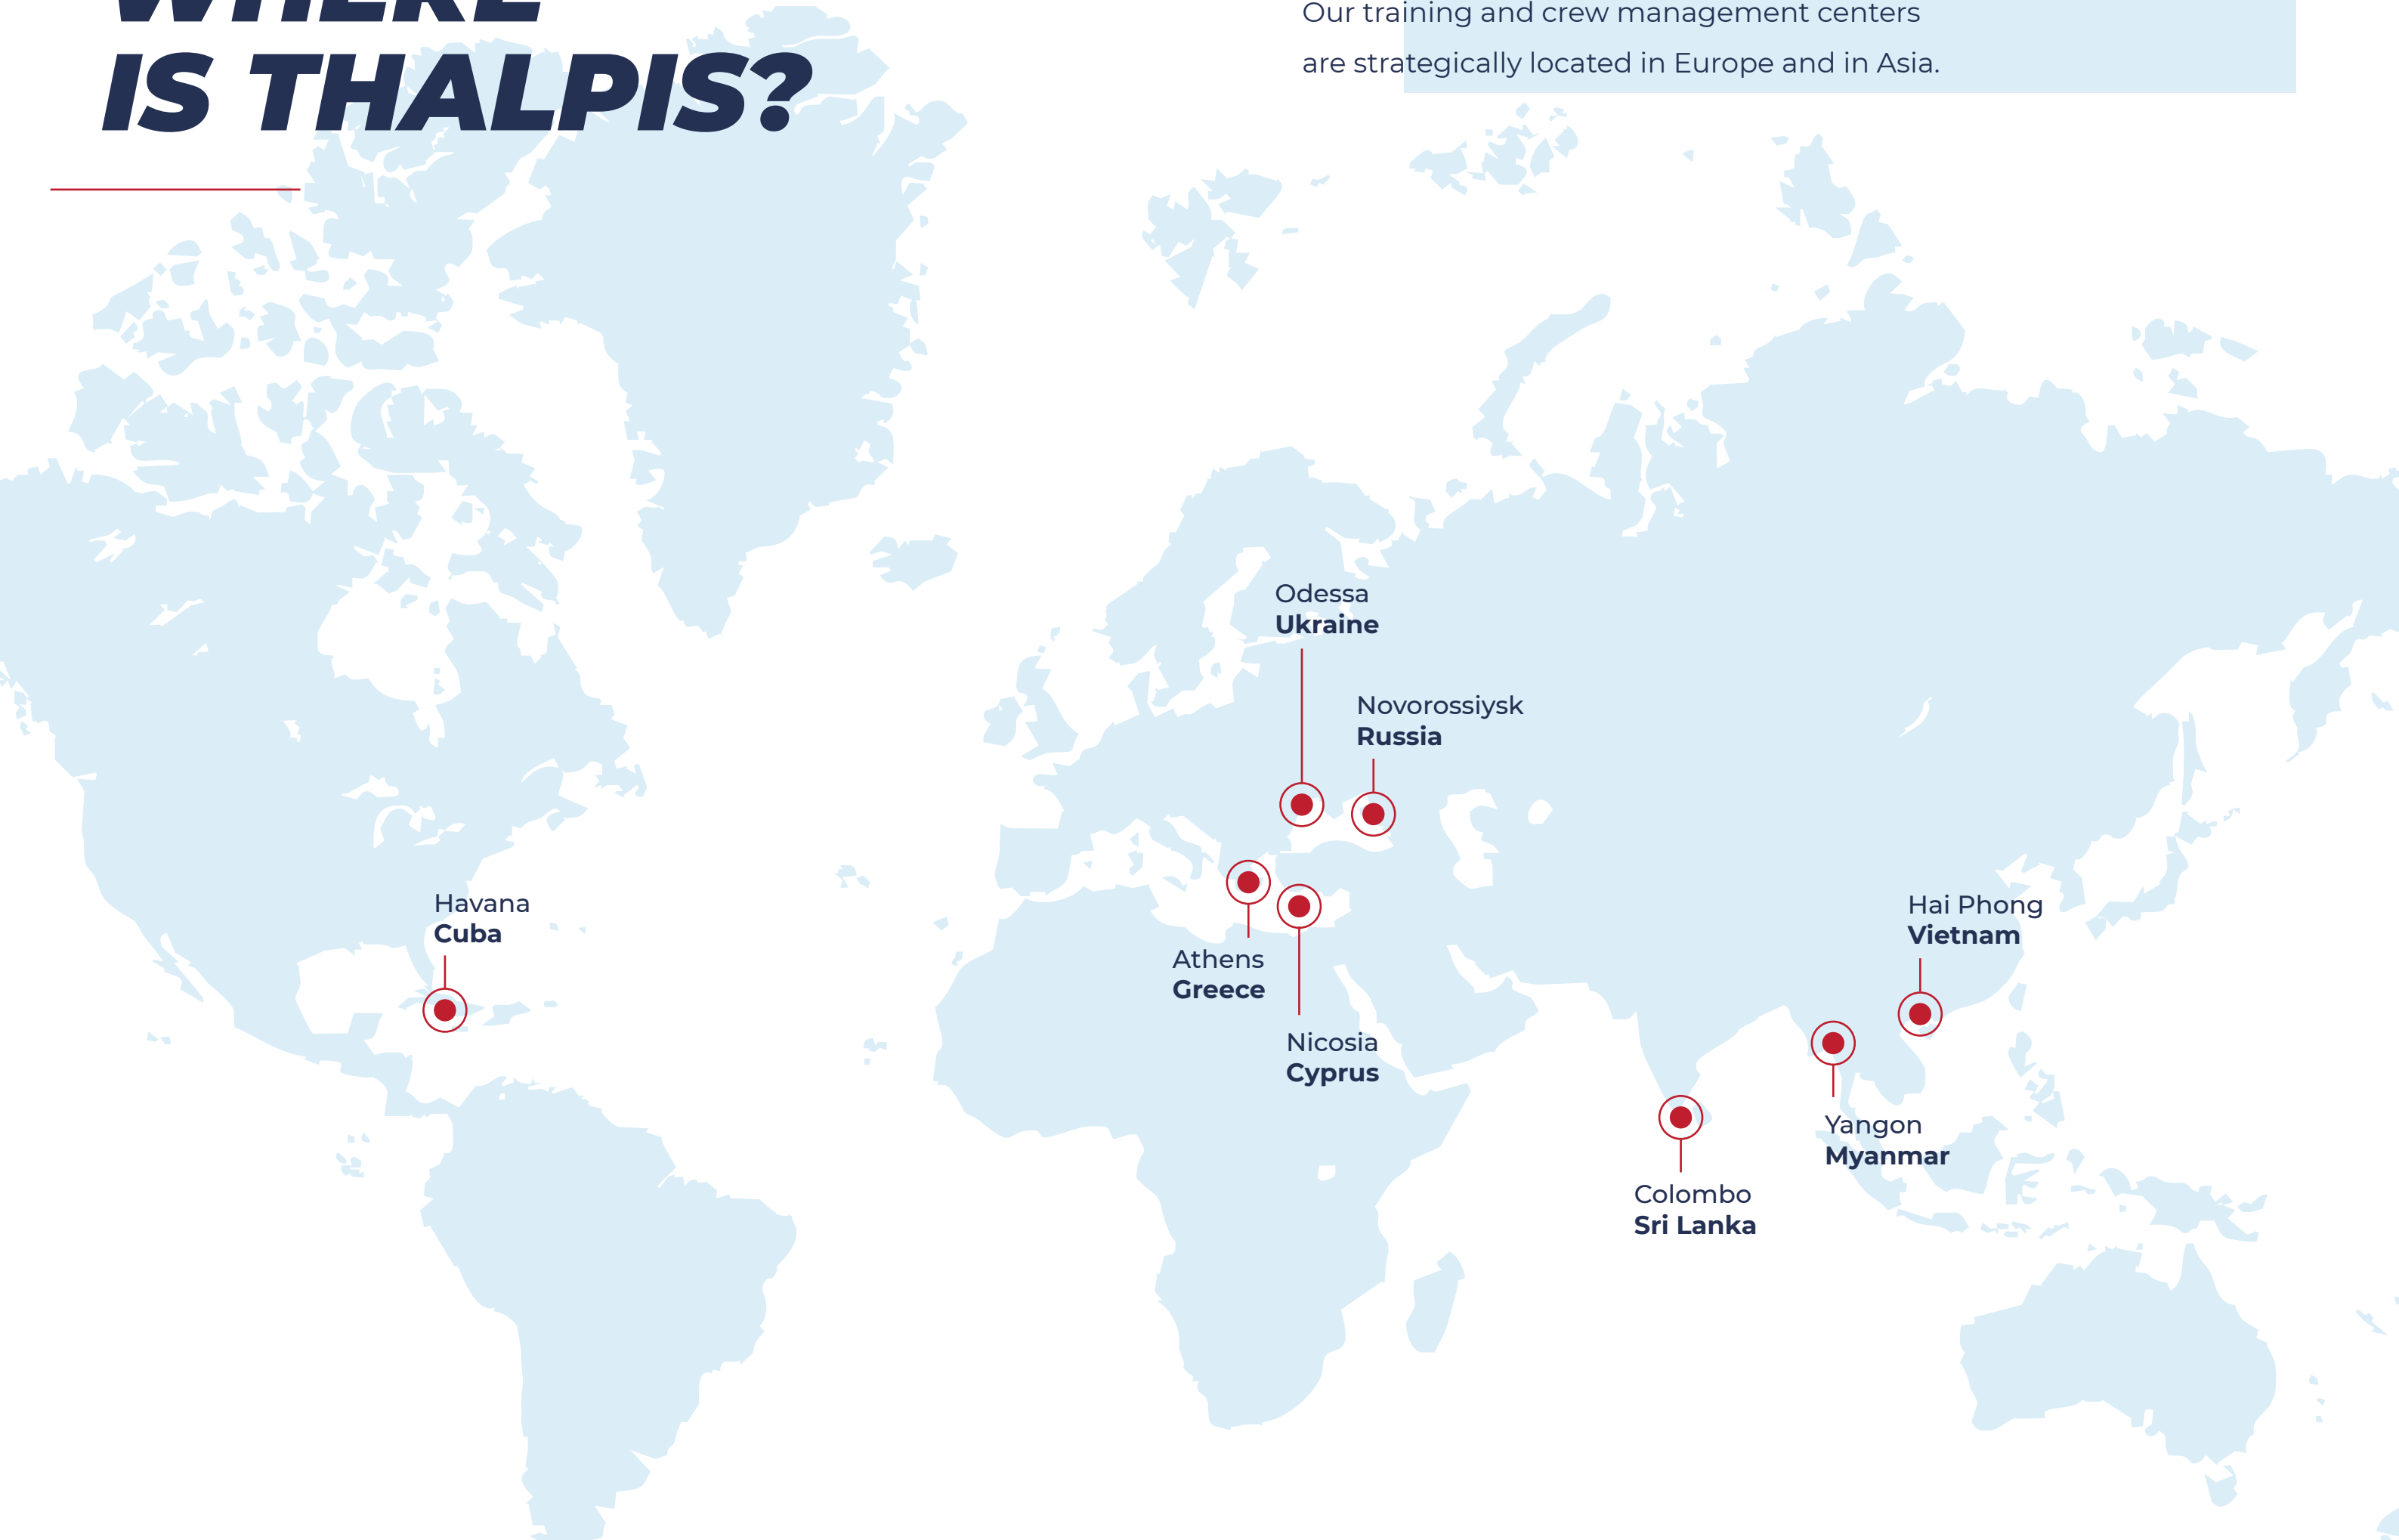 WHERE
IS THALPIS?
Our training and crew management centers
are strategically located in Europe and in Asia.
Odessa
Ukraine
Novorossiysk
Russia
Havana
Cuba
Athens
Greece
Nicosia
Cyprus
Hai Phong
Vietnam
Yangon
Myanmar
Colombo
Sri Lanka